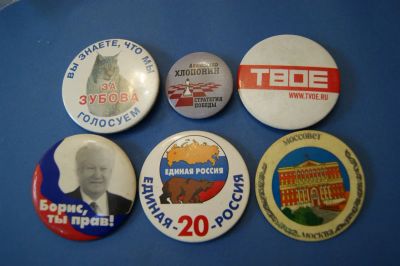 ВЫ ЗНАЕТЕ, ЧТО МЫ
ЗА
ЗУБОВА
ГОЛОСУЕМ
Александр
ХЛОПОНИН
СТРАТЕГИЯ
ПОБЕДЫ
ТВОЕ
WWW.TVOE.RU
Борис,
ты прав!
ЕДИНАЯ РОССИЯ
ЕДИНАЯ-20-РОССИЯ
МОССОВЕТ
МОСКВА